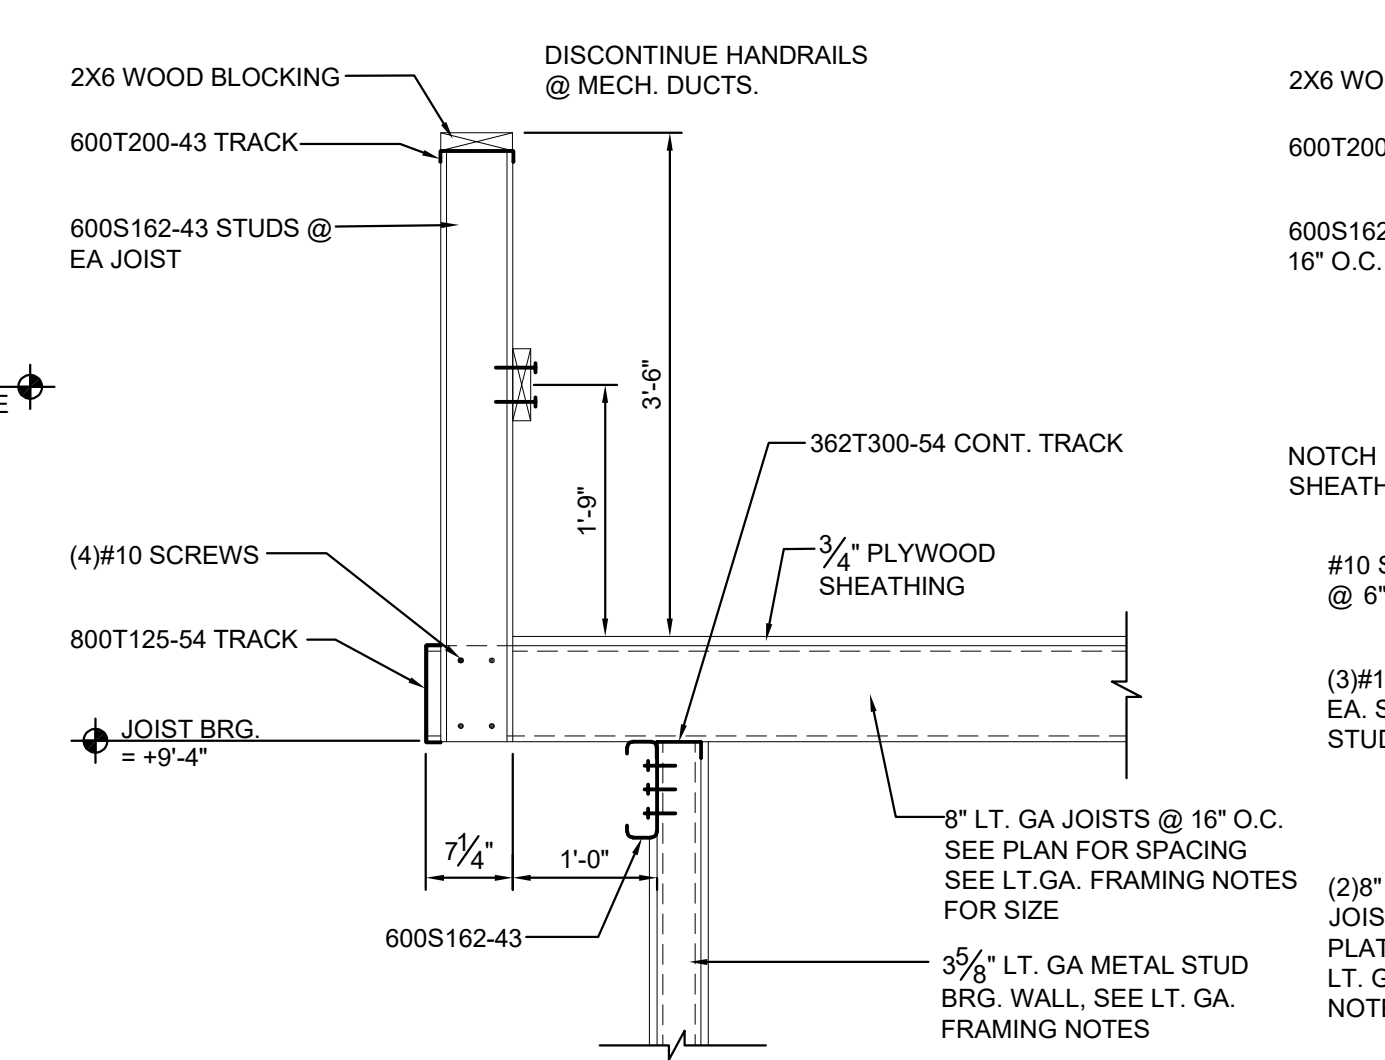 DISCONTINUE HANDRAILS
@ MECH. DUCTS.
2X6 WOOD BLOCKING
600T200-43 TRACK
600S162-43 STUDS @
EA JOIST
E
3'-6"
1'-9"
362T300-54 CONT. TRACK
3/4" PLYWOOD
SHEATHING
(4)#10 SCREWS
800T125-54 TRACK
JOIST BRG.
= +9'-4"
7 1/4"
1'-0"
600S162-43
8" LT. GA JOISTS @ 16" O.C.
SEE PLAN FOR SPACING
SEE LT.GA. FRAMING NOTES
FOR SIZE
3 5/8" LT. GA METAL STUD
BRG. WALL, SEE LT. GA.
FRAMING NOTES
2X6 WO
600T200
600S162
16" O.C.
NOTCH
SHEATH
#10 S
@ 6"
(3)#1
EA. S
STUD
(2)8"
JOIS
PLAT
LT. G
NOTE